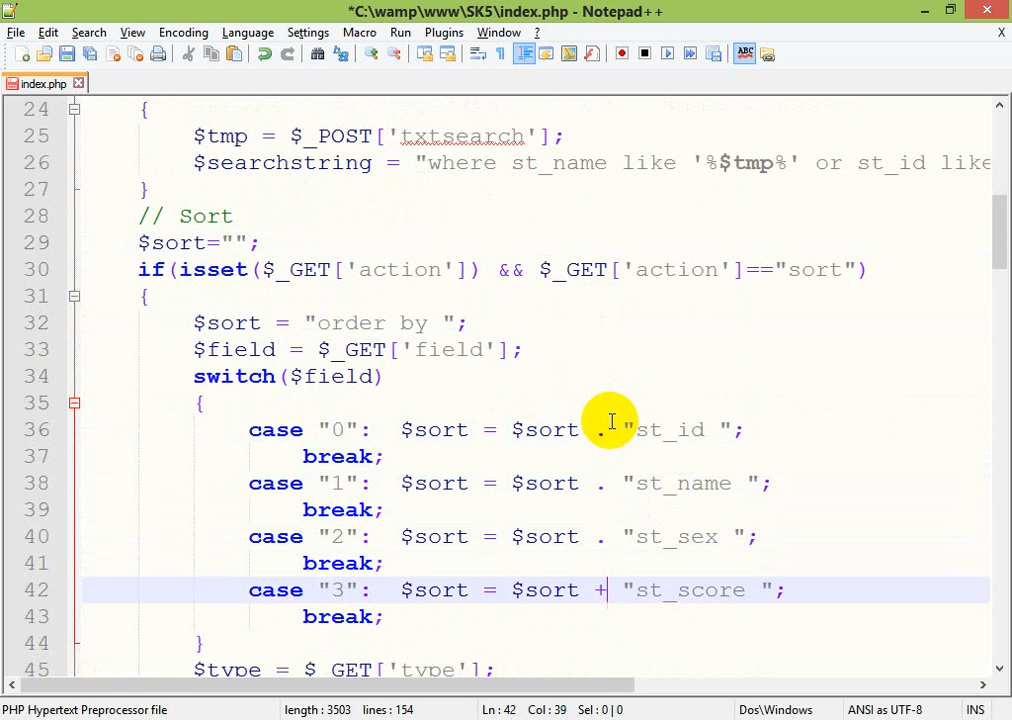 *C:\wamp\www\SK5\index.php - Notepad++
File Edit Search View Encoding Language Settings Macro Run Plugins Window ? X
index.php
24 {
25 $tmp = $_POST['txtsearch'];
26 $searchstring = "where st_name like '%$tmp%' or st_id like
27 }
28 // Sort
29 $sort="";
30 if(isset($_GET['action']) && $_GET['action']=="sort")
31 {
32 $sort = "order by ";
33 $field = $_GET['field'];
34 switch($field)
35 {
36 case "0": $sort = $sort . "st_id ";
37 break;
38 case "1": $sort = $sort . "st_name ";
39 break;
40 case "2": $sort = $sort . "st_sex ";
41 break;
42 case "3": $sort = $sort + "st_score ";
43 break;
44 }
45 $type = $_GET['type'];
PHP Hypertext Preprocessor file length : 3503 lines : 154 Ln : 42 Col : 39 Sel : 0 | 0 Dos\Windows ANSI as UTF-8 INS